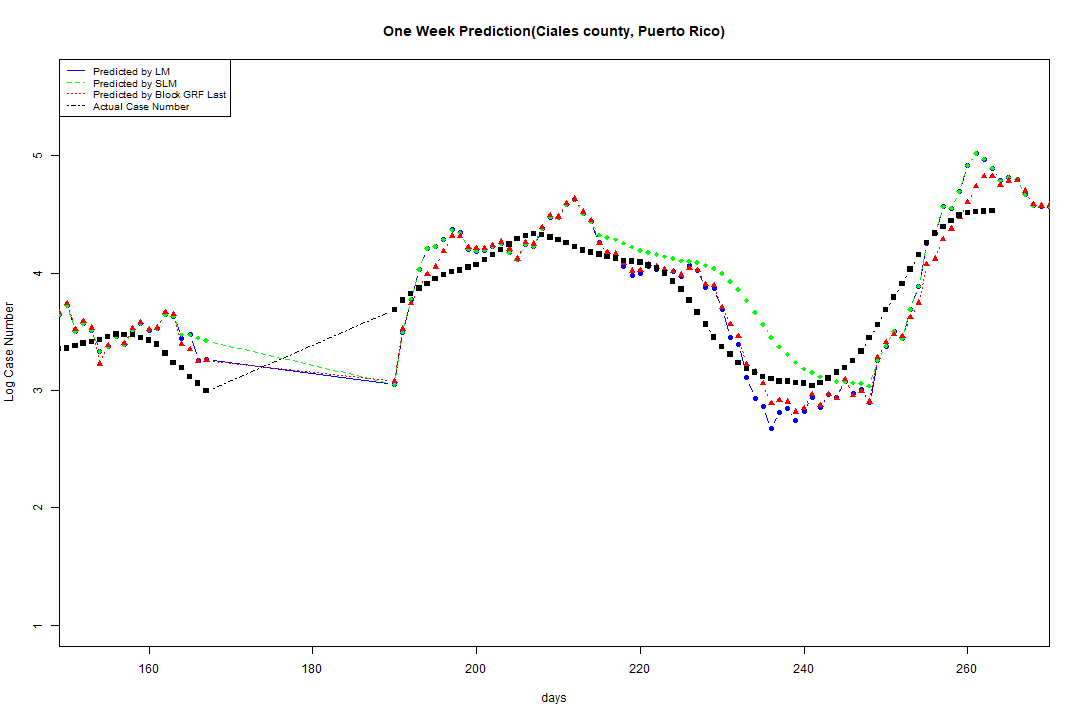 One Week Prediction(Ciales county, Puerto Rico)
Predicted by LM
Predicted by SLM
Predicted by Block GRF Last
Actual Case Number
5
4
3
2
1
Log Case Number
160 180 200 220 240 260
days